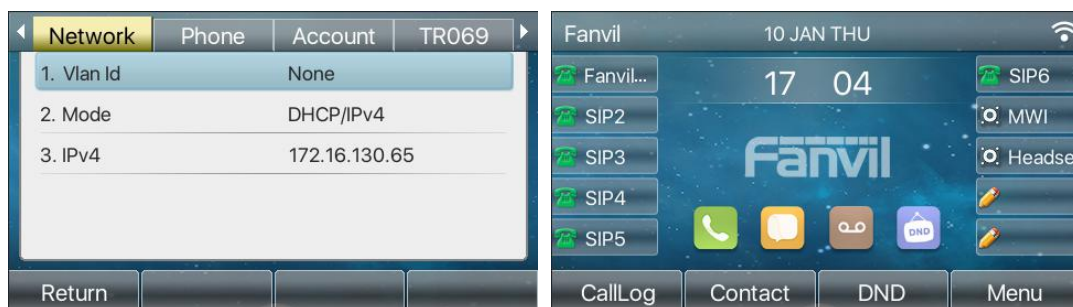 Network Phone Account TR069
1. Vlan Id None
2. Mode DHCP/IPv4
3. IPv4 172.16.130.65
Return
Fanvil 10 JAN THU
Fanvil... 17 04 SIP6
SIP2 MWI
SIP3 Fanvil Headse
SIP4
SIP5 DND
CallLog Contact DND Menu